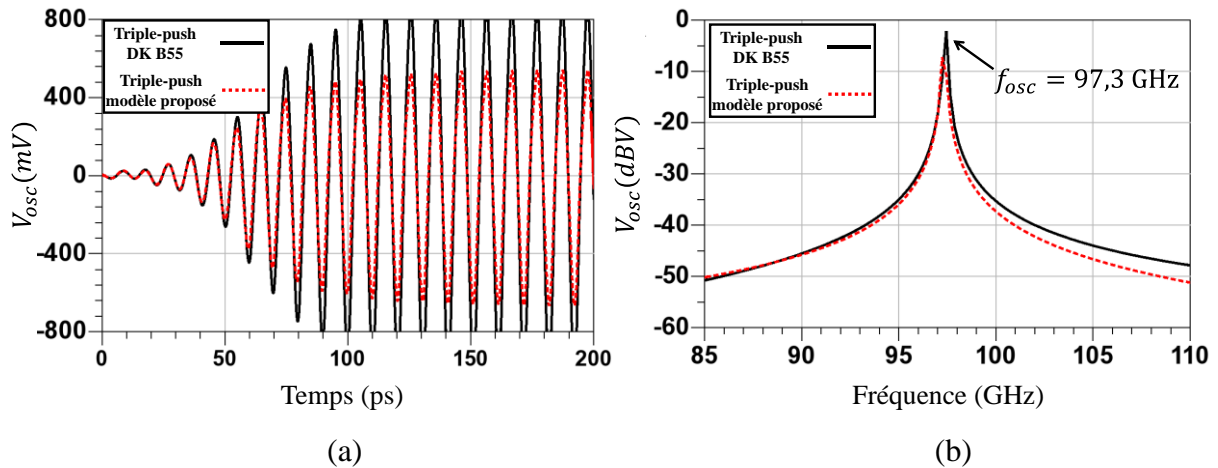 800
400
0
-400
-800
V_osc(mV)
Triple-push
DK B55
Triple-push
modèle proposé
0
50
100
150
200
Temps (ps)
(a)
0
-10
-20
-30
-40
-50
-60
V_osc(dBV)
Triple-push
DK B55
Triple-push
modèle proposé
f_osc = 97,3 GHz
85
90
95
100
105
110
Fréquence (GHz)
(b)